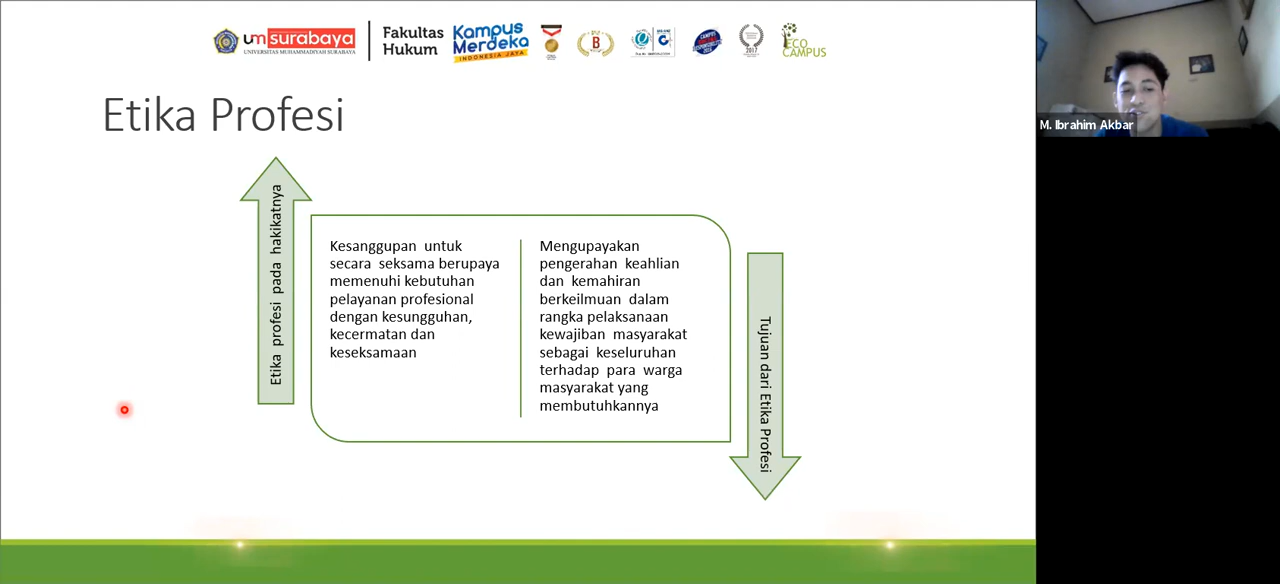 um surabaya
UNIVERSITAS MUHAMMADIYAH SURABAYA
Fakultas
Hukum
Kampus
Merdeka
INDONESIA JAYA
B
2017
ECO
CAMPUS
M. Ibrahim Akbar
Etika Profesi
Etika profesi pada hakikatnya
Kesanggupan untuk
secara seksama berupaya
memenuhi kebutuhan
pelayanan profesional
dengan kesungguhan,
kecermatan dan
keseksamaan
Mengupayakan
pengerahan keahlian
dan kemahiran
berkeilmuan dalam
rangka pelaksanaan
kewajiban masyarakat
sebagai keseluruhan
terhadap para warga
masyarakat yang
membutuhkannya
Tujuan dari Etika Profesi